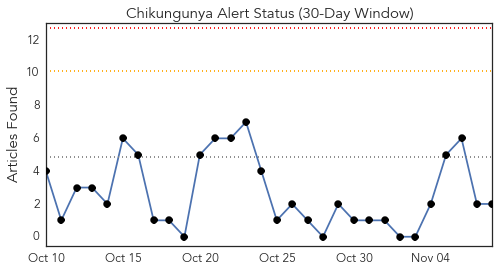 Chikungunya Alert Status (30-Day Window)
Articles Found
12
10
8
6
4
2
0
Oct 10
Oct 15
Oct 20
Oct 25
Oct 30
Nov 04